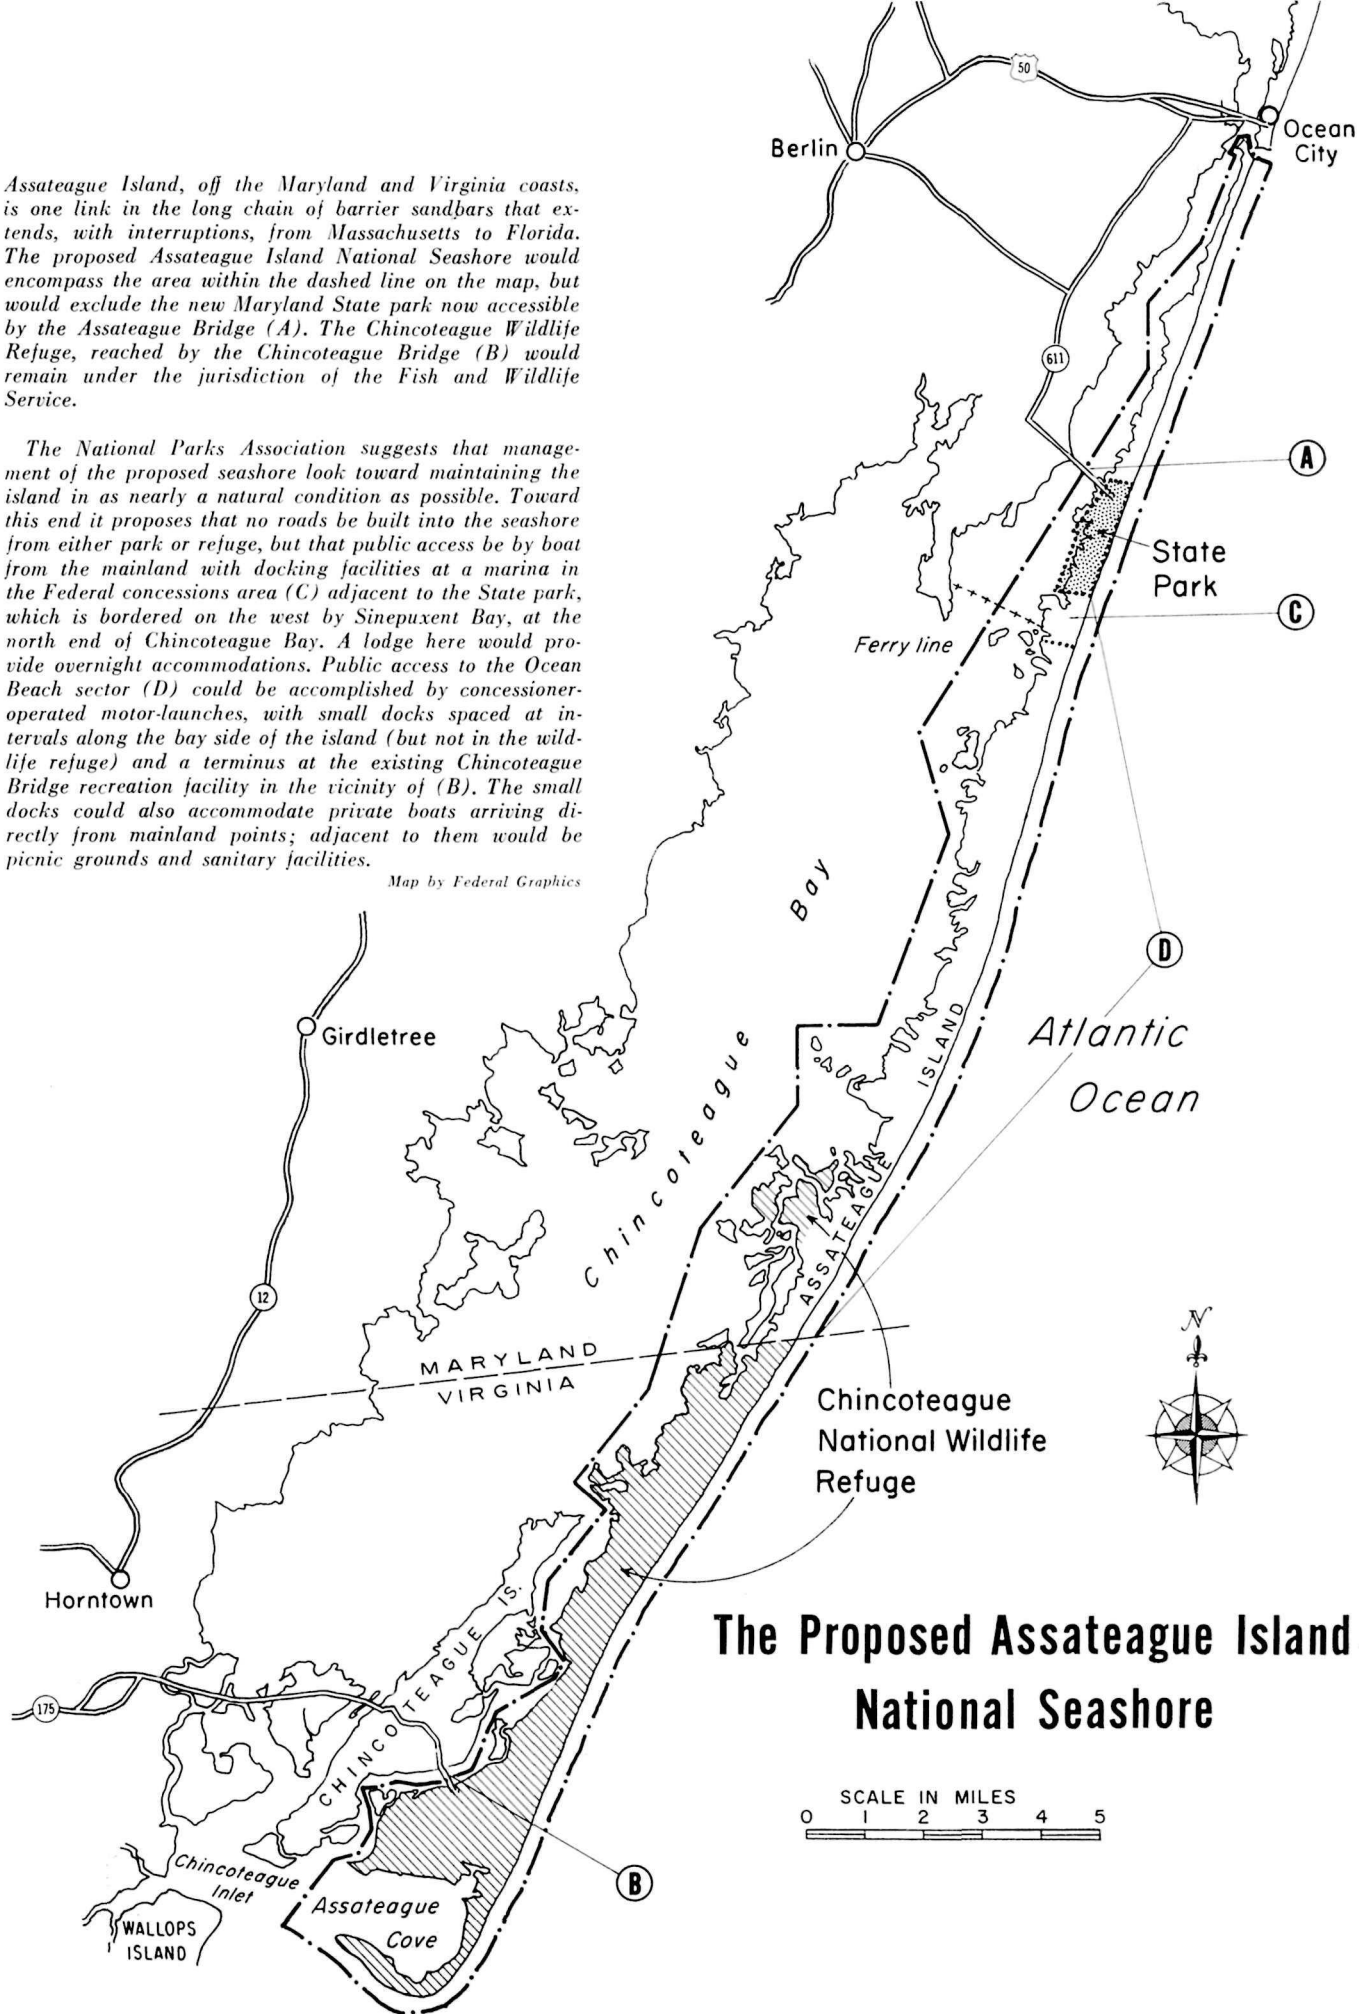 50
Ocean
City
Berlin
Assateague Island, off the Maryland and Virginia coasts,
is one link in the long chain of barrier sandbars that ex-
tends, with interruptions, from Massachusetts to Florida.
The proposed Assateague Island National Seashore would
encompass the area within the dashed line on the map, but
would exclude the new Maryland State park now accessible
by the Assateague Bridge (A). The Chincoteague Wildlife
Refuge, reached by the Chincoteague Bridge (B) would
remain under the jurisdiction of the Fish and Wildlife
Service.
The National Parks Association suggests that manage-
ment of the proposed seashore look toward maintaining the
island in as nearly a natural condition as possible. Toward
this end it proposes that no roads be built into the seashore
from either park or refuge, but that public access be by boat
from the mainland with docking facilities at a marina in
the Federal concessions area (C) adjacent to the State park,
which is bordered on the west by Sinepuxent Bay, at the
north end of Chincoteague Bay. A lodge here would pro-
vide overnight accommodations. Public access to the Ocean
Beach sector (D) could be accomplished by concessioner-
operated motor-launches, with small docks spaced at in-
tervals along the bay side of the island (but not in the wild-
life refuge) and a terminus at the existing Chincoteague
Bridge recreation facility in the vicinity of (B). The small
docks could also accommodate private boats arriving di-
rectly from mainland points; adjacent to them would be
picnic grounds and sanitary facilities.
Map by Federal Graphics
611
A
State
Park
C
Ferry line
D
Chincoteague Bay
Girdletree
Atlantic
Ocean
ASSATEAGUE ISLAND
12
MARYLAND
VIRGINIA
N
Chincoteague
National Wildlife
Refuge
Horntown
CHINCOTEAGUE IS.
The Proposed Assateague Island
National Seashore
175
SCALE IN MILES
0 1 2 3 4 5
B
Chincoteague
Inlet
Assateague
Cove
WALLOPS
ISLAND